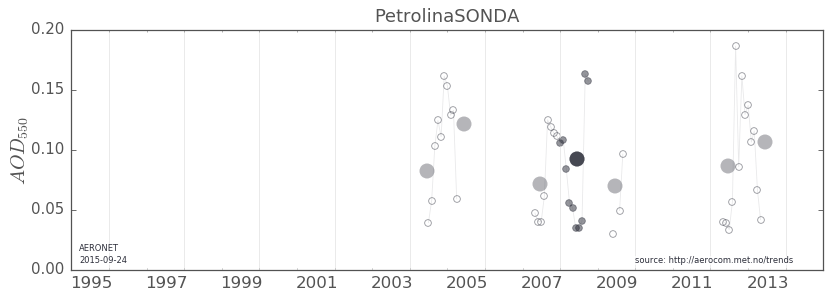 PetrolinaSONDA
0.20
0.15
0.10
0.05
0.00
AOD550
AERONET
2015-09-24
source: http://aerocom.met.no/trends
1995 1997 1999 2001 2003 2005 2007 2009 2011 2013